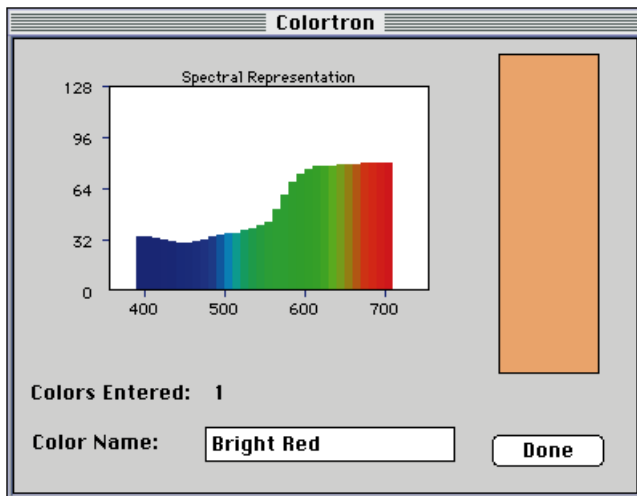 Colortron
Spectral Representation
128
96
64
32
0
400 500 600 700
Colors Entered: 1
Color Name: Bright Red
Done